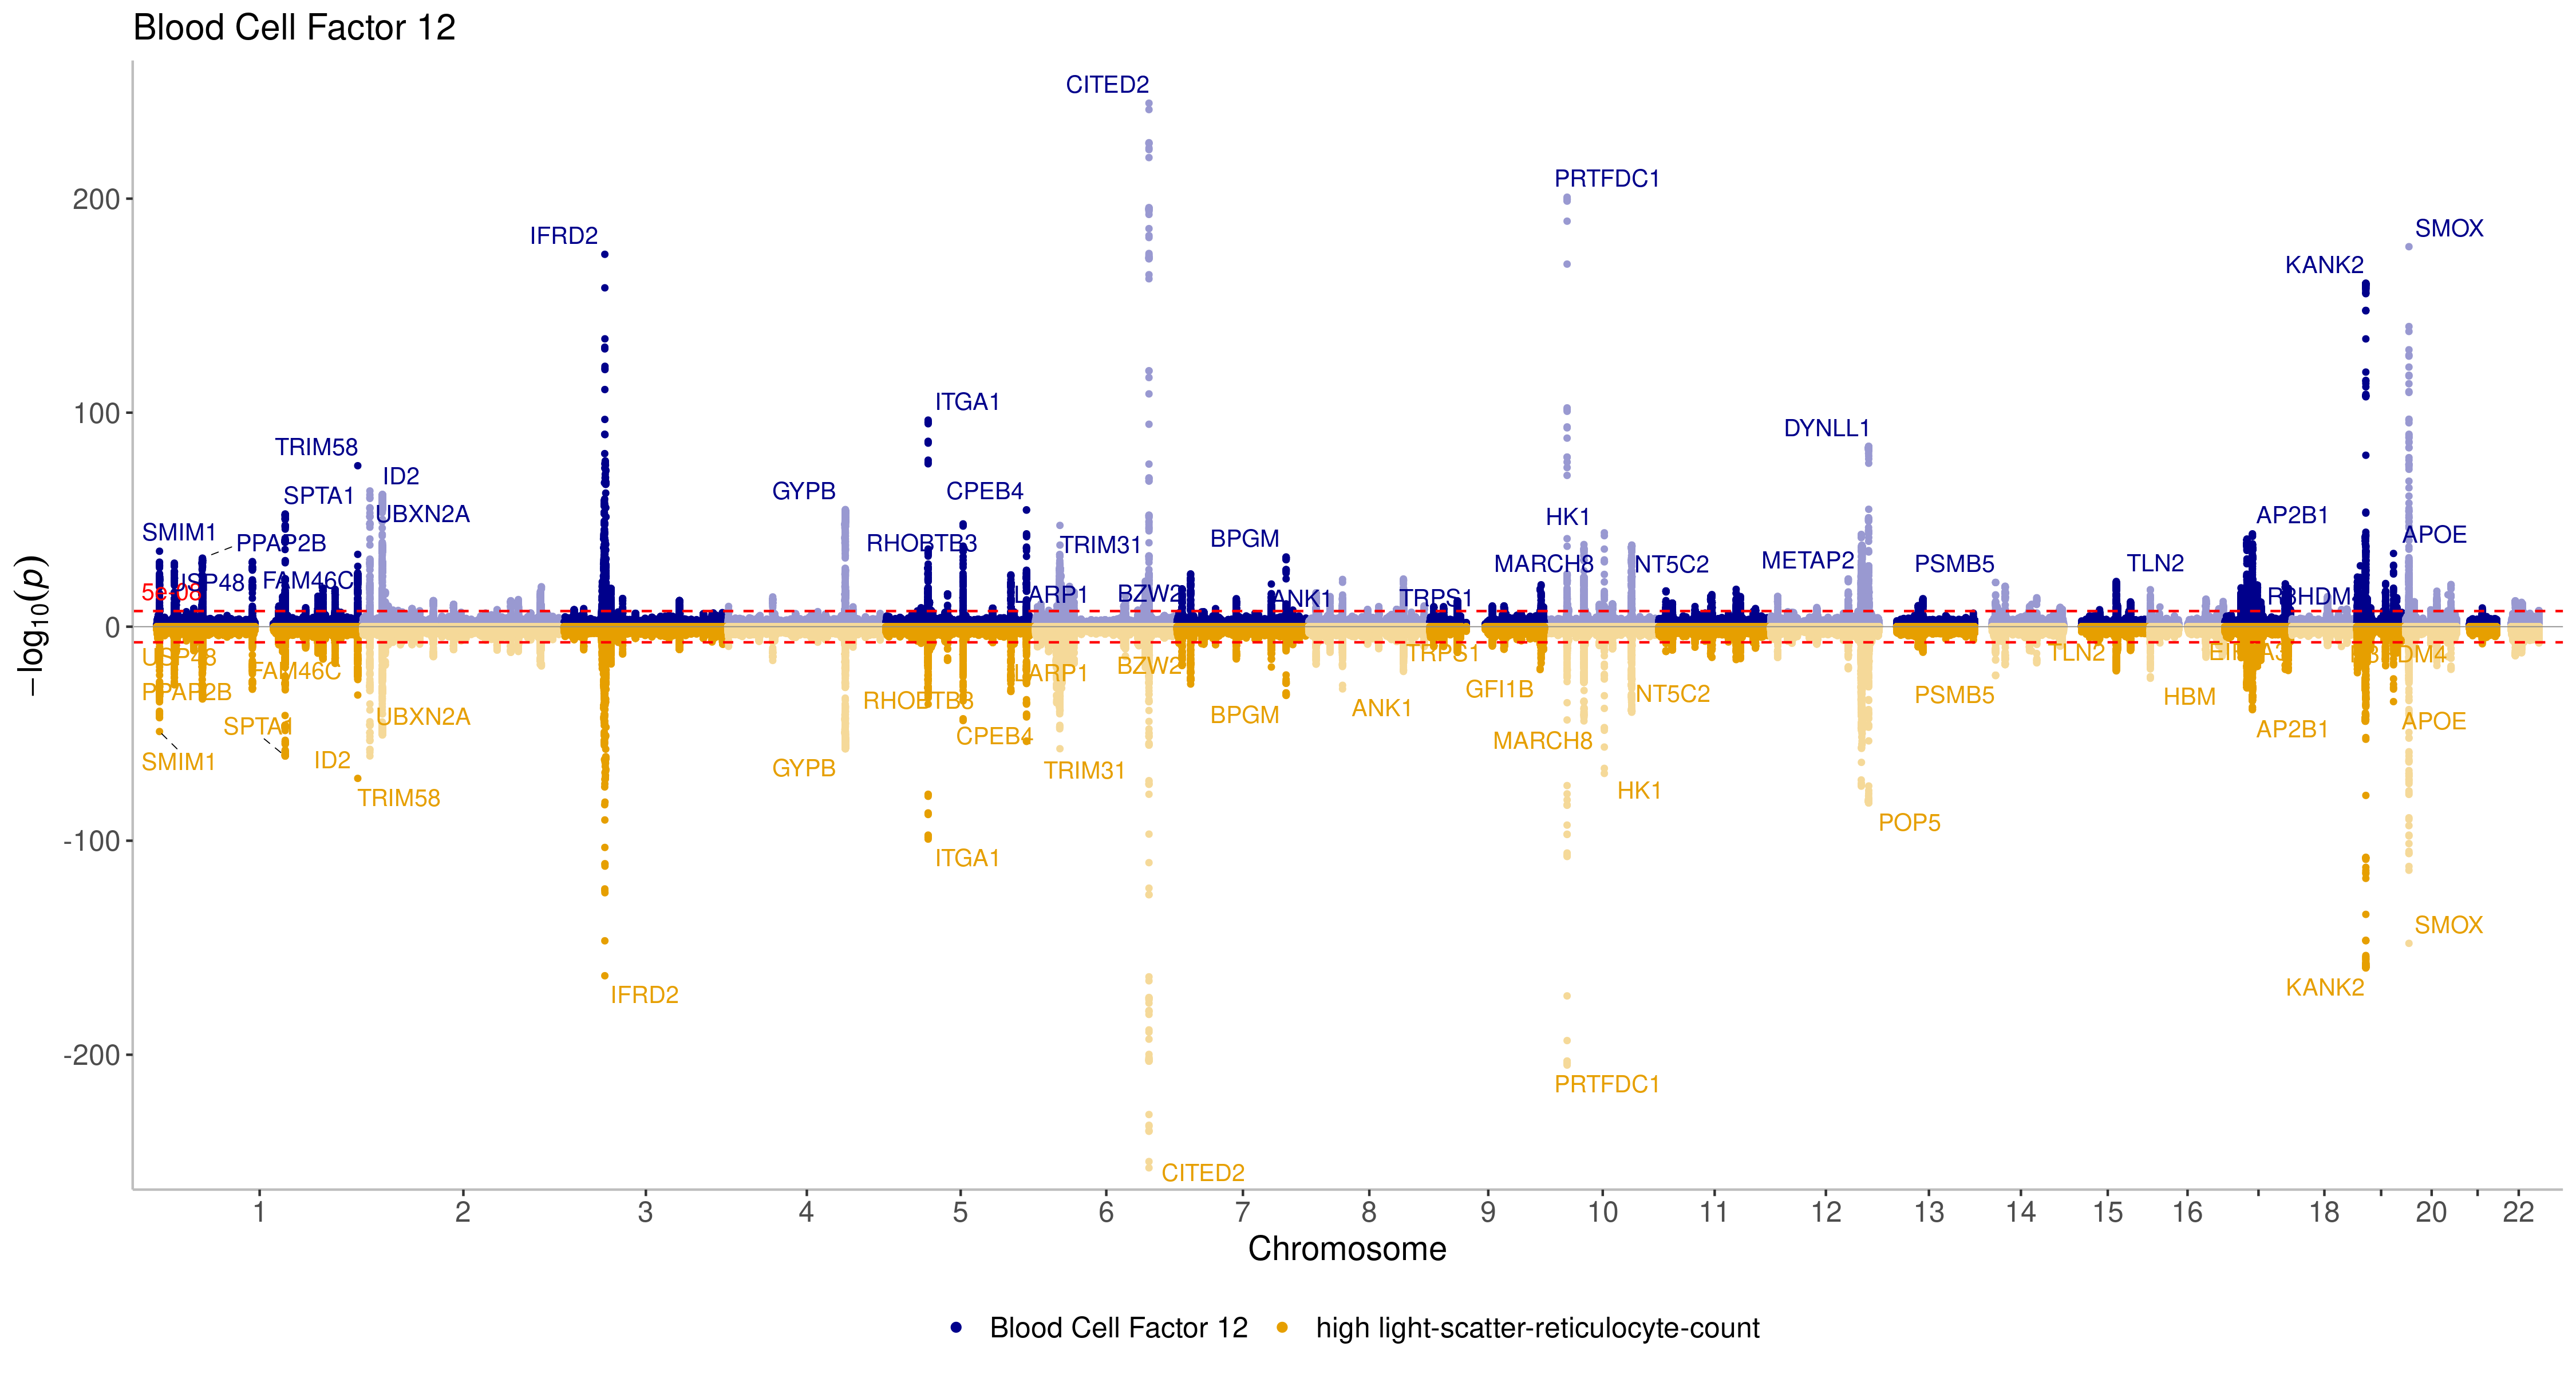 Blood Cell Factor 12
CITED2
PRTFDC1
SMOX
IFRD2
KANK2
ITGA1
DYNLL1
TRIM58
ID2
SPTA1
UBXN2A
GYPB
CPEB4
HK1
AP2B1
SMIM1
PPAP2B
RHOBTB3
TRIM31
BPGM
APOE
MARCH8
NT5C2
METAP2
PSMB5
TLN2
USP48
FAM46C
5e-08
LARP1
BZW2
ANK1
TRPS1
USP48
FAM46C
PPAP2B
LARP1
BZW2
TRPS1
TLN2
SPTA1
UBXN2A
RHOBTB3
CPEB4
BPGM
ANK1
GFI1B
NT5C2
PSMB5
HBM
AP2B1
APOE
SMIM1
ID2
TRIM58
GYPB
TRIM31
MARCH8
HK1
POP5
ITGA1
SMOX
IFRD2
KANK2
PRTFDC1
CITED2
200
100
0
-100
-200
−log10(p)
1 2 3 4 5 6 7 8 9 10 11 12 13 14 15 16 18 20 22
Chromosome
Blood Cell Factor 12
high light-scatter-reticulocyte-count